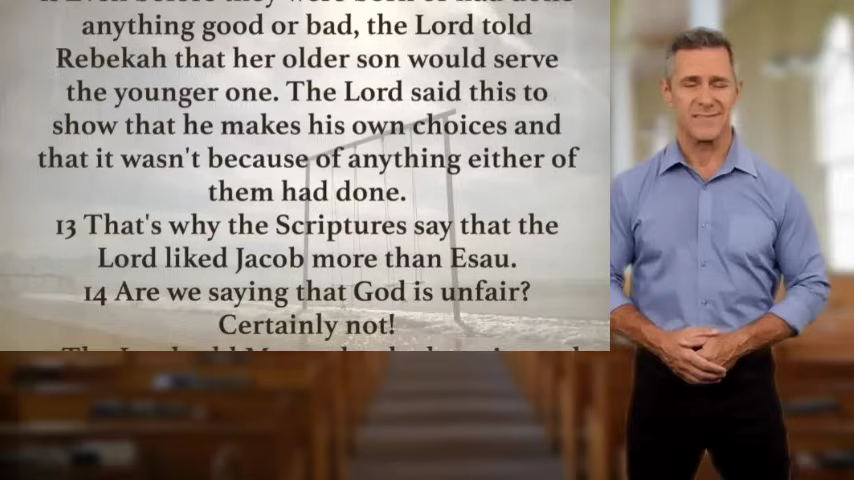 anything good or bad, the Lord told
Rebekah that her older son would serve
the younger one. The Lord said this to
show that he makes his own choices and
that it wasn't because of anything either of
them had done.
13 That's why the Scriptures say that the
Lord liked Jacob more than Esau.
14 Are we saying that God is unfair?
Certainly not!